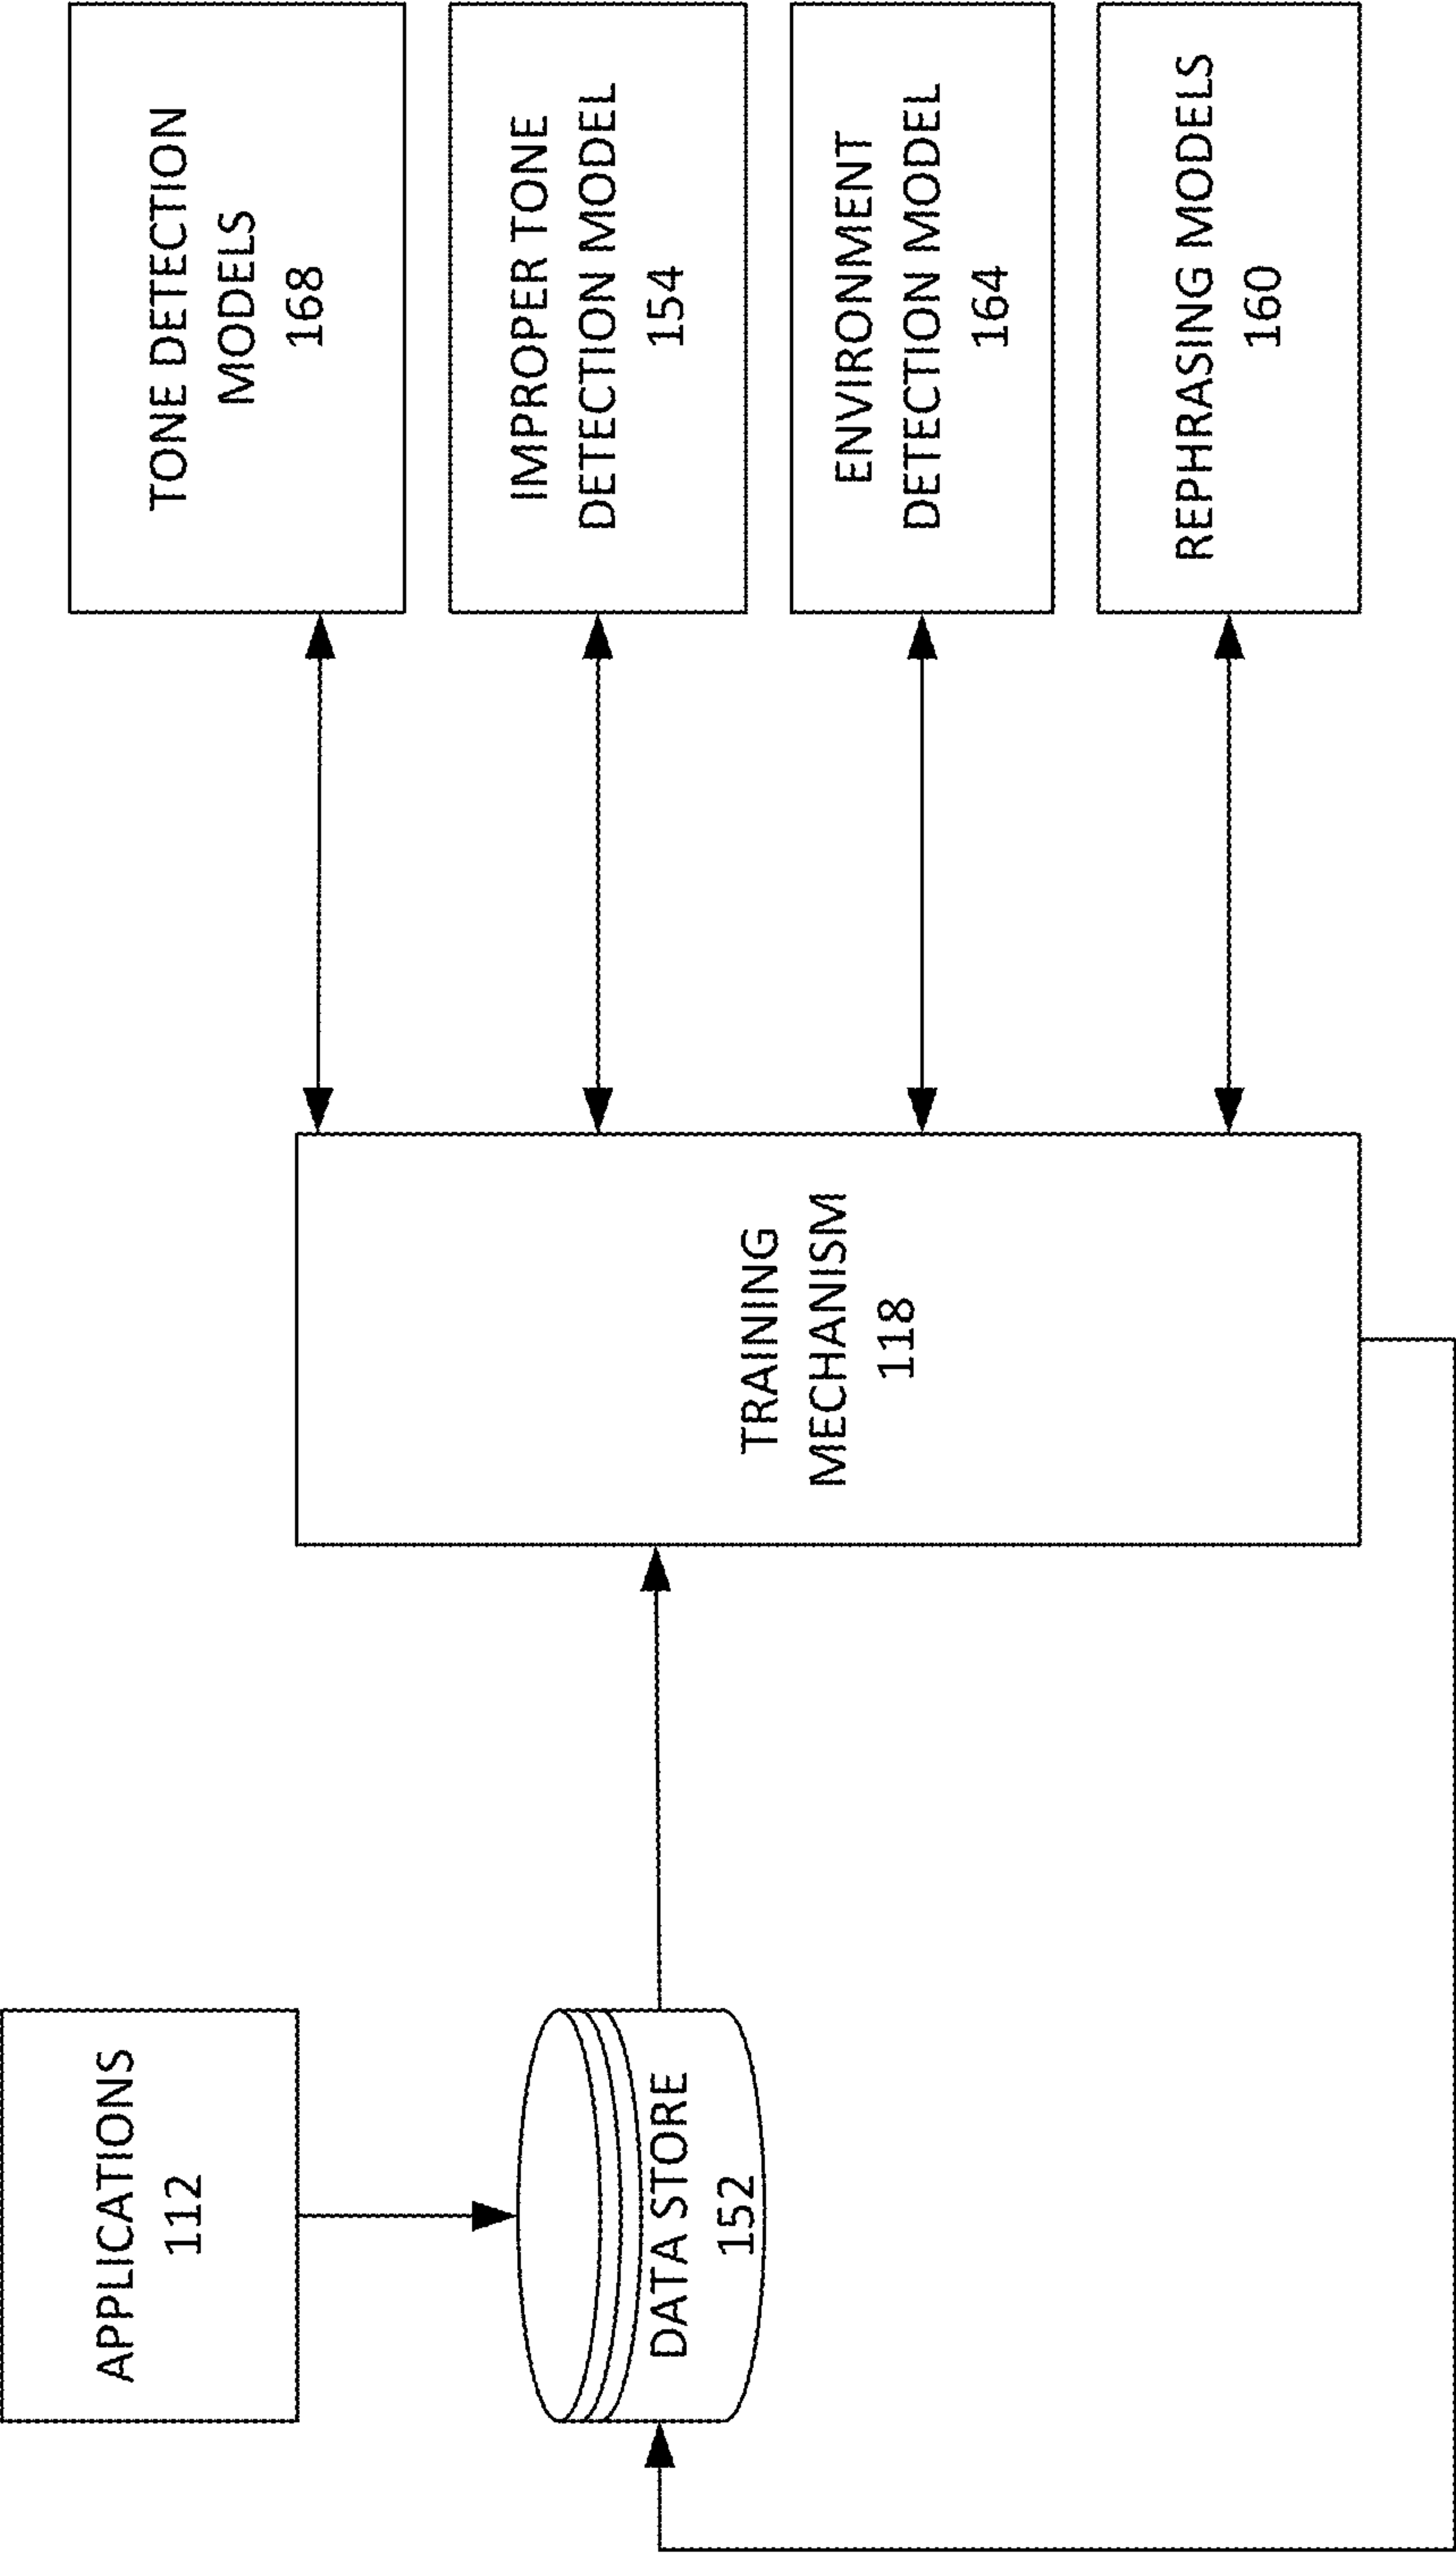 APPLICATIONS
112
DATA STORE
152
TRAINING
MECHANISM
118
TONE DETECTION
MODELS
168
IMPROPER TONE
DETECTION MODEL
154
ENVIRONMENT
DETECTION MODEL
164
REPHRASING MODELS
160